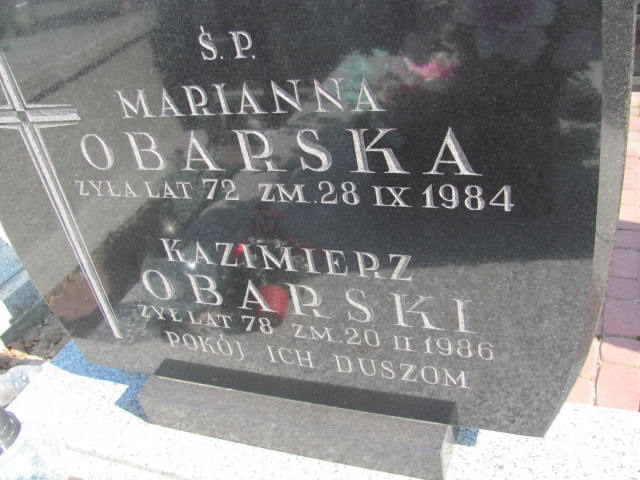 Ś.P.
MARIANNA
OBARSKA
ŻYŁA LAT 72 ZM. 28 IX 1984
KAZIMIERZ
OBARSKI
ŻYŁ LAT 78 ZM. 20 II 1986
POKÓJ ICH DUSZOM